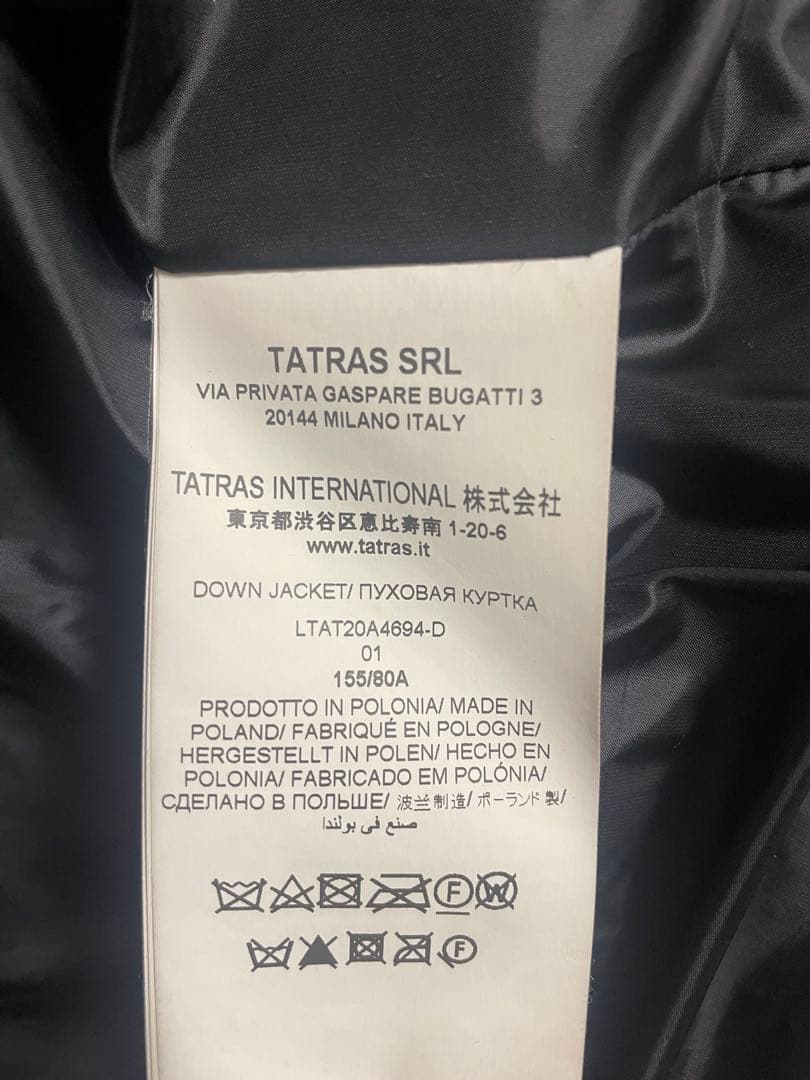 TATRAS SRL
VIA PRIVATA GASPARE BUGATTI 3
20144 MILANO ITALY
TATRAS INTERNATIONAL 株式会社
東京都渋谷区恵比寿南 1-20-6
www.tatras.it
DOWN JACKET/ ПУХОВАЯ КУРТКА
LTAT20A4694-D
01
155/80A
PRODOTTO IN POLONIA/ MADE IN
POLAND/ FABRIQUÉ EN POLOGNE/
HERGESTELLT IN POLEN/ HECHO EN
POLONIA/ FABRICADO EM POLÓNIA/
СДЕЛАНО В ПОЛЬШЕ/ 波兰制造/ ポーランド製/
صنع في بولندا
F W
F